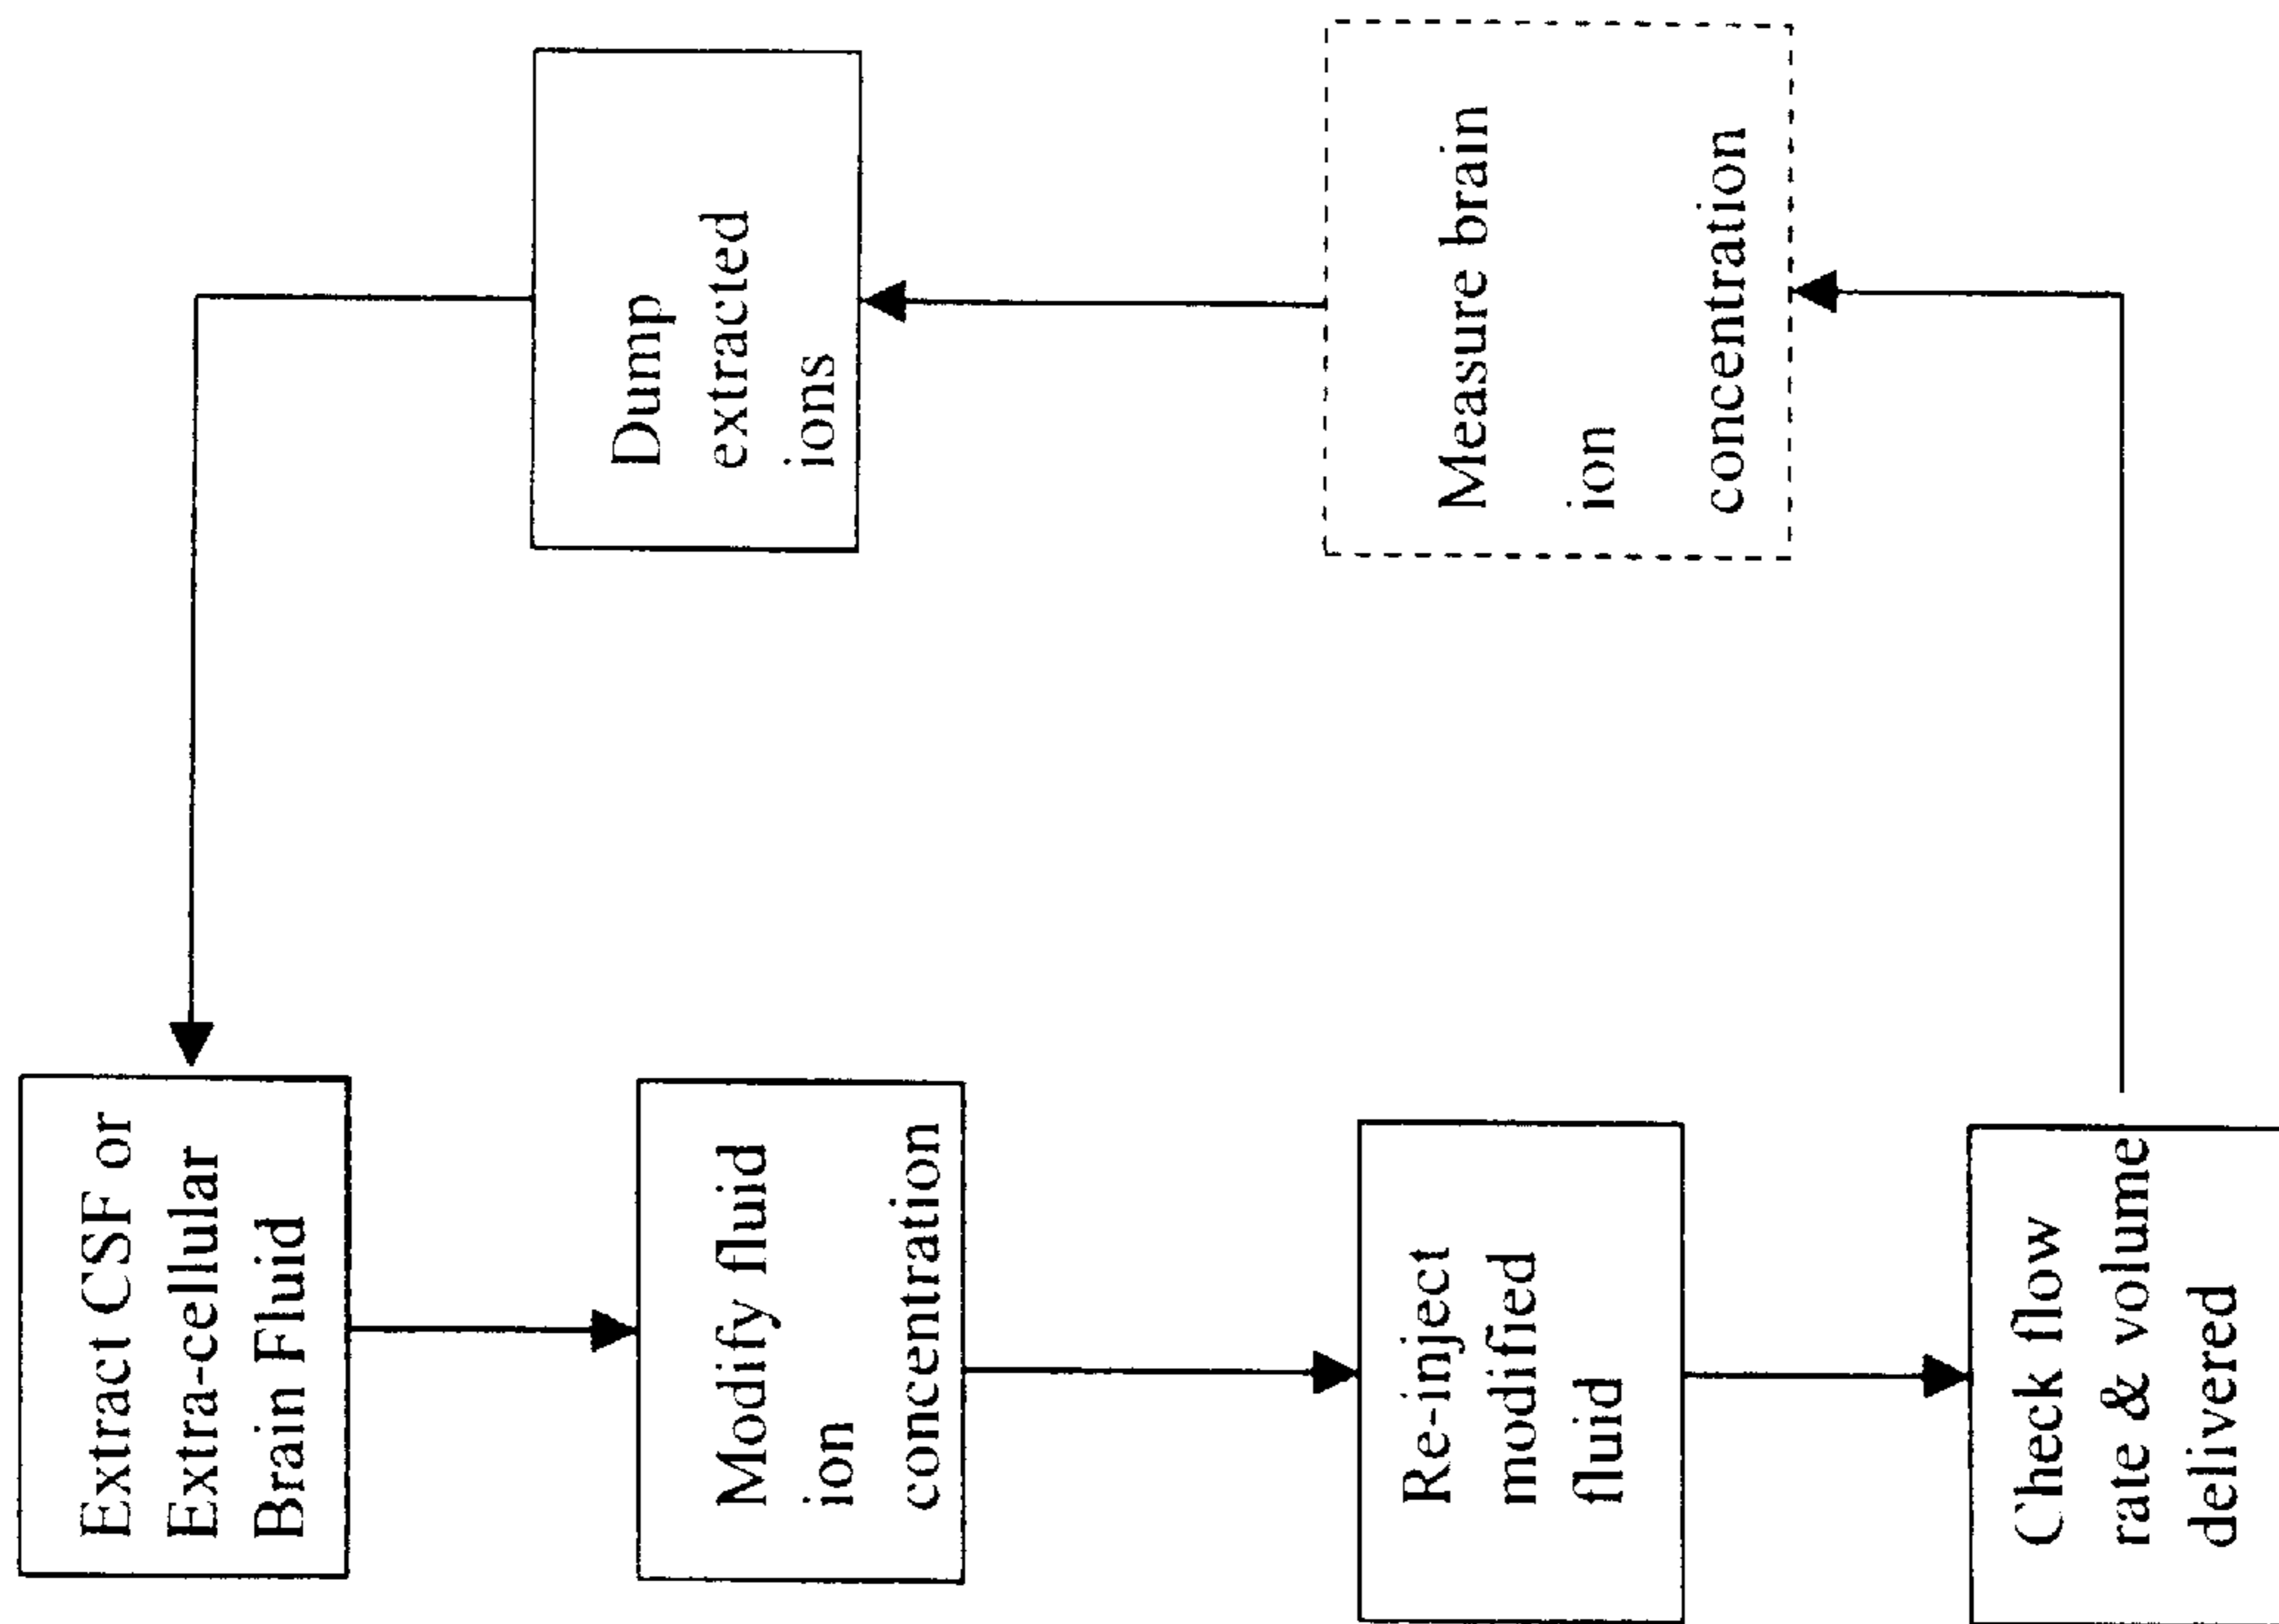 Extract CSF or
Extra-cellular
Brain Fluid
Modify fluid
ion
concentration
Re-inject
modified
fluid
Check flow
rate & volume
delivered
Measure brain
ion
concentration
Dump
extracted
ions